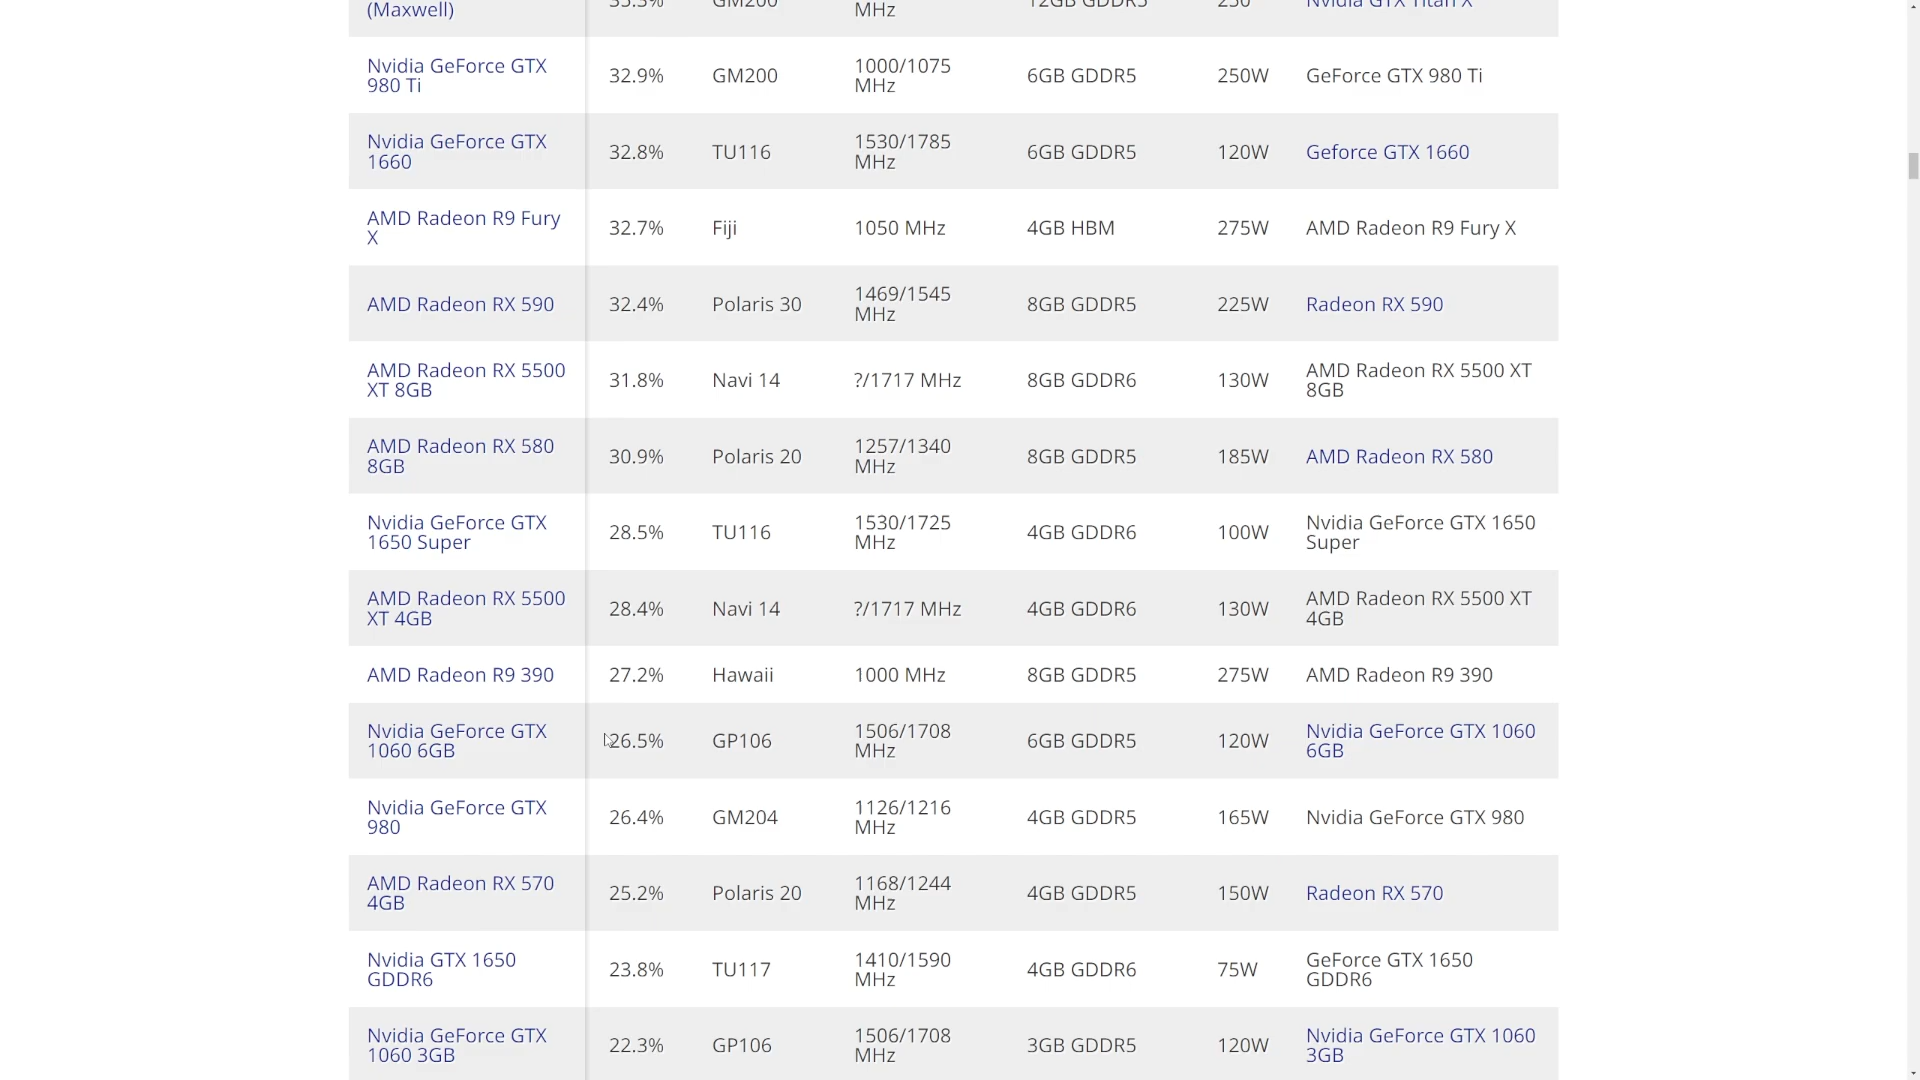 35.3% GM200 12GB GDDR5 250 Nvidia GTX Titan X
(Maxwell) MHz
Nvidia GeForce GTX 1000/1075
32.9% GM200 6GB GDDR5 250W GeForce GTX 980 Ti
980 Ti MHz
Nvidia GeForce GTX 1530/1785
32.8% TU116 6GB GDDR5 120W Geforce GTX 1660
1660 MHz
AMD Radeon R9 Fury
32.7% Fiji 1050 MHz 4GB HBM 275W AMD Radeon R9 Fury X
X
1469/1545
AMD Radeon RX 590 32.4% Polaris 30 8GB GDDR5 225W Radeon RX 590
MHz
AMD Radeon RX 5500 AMD Radeon RX 5500 XT
31.8% Navi 14 ?/1717 MHz 8GB GDDR6 130W
XT 8GB 8GB
AMD Radeon RX 580 1257/1340
30.9% Polaris 20 8GB GDDR5 185W AMD Radeon RX 580
8GB MHz
Nvidia GeForce GTX 1530/1725 Nvidia GeForce GTX 1650
28.5% TU116 4GB GDDR6 100W
1650 Super MHz Super
AMD Radeon RX 5500 AMD Radeon RX 5500 XT
28.4% Navi 14 ?/1717 MHz 4GB GDDR6 130W
XT 4GB 4GB
AMD Radeon R9 390 27.2% Hawaii 1000 MHz 8GB GDDR5 275W AMD Radeon R9 390
Nvidia GeForce GTX 1506/1708 Nvidia GeForce GTX 1060
26.5% GP106 6GB GDDR5 120W
1060 6GB MHz 6GB
Nvidia GeForce GTX 1126/1216
26.4% GM204 4GB GDDR5 165W Nvidia GeForce GTX 980
980 MHz
AMD Radeon RX 570 1168/1244
25.2% Polaris 20 4GB GDDR5 150W Radeon RX 570
4GB MHz
Nvidia GTX 1650 1410/1590 GeForce GTX 1650
23.8% TU117 4GB GDDR6 75W
GDDR6 MHz GDDR6
Nvidia GeForce GTX 1506/1708 Nvidia GeForce GTX 1060
22.3% GP106 3GB GDDR5 120W
1060 3GB MHz 3GB